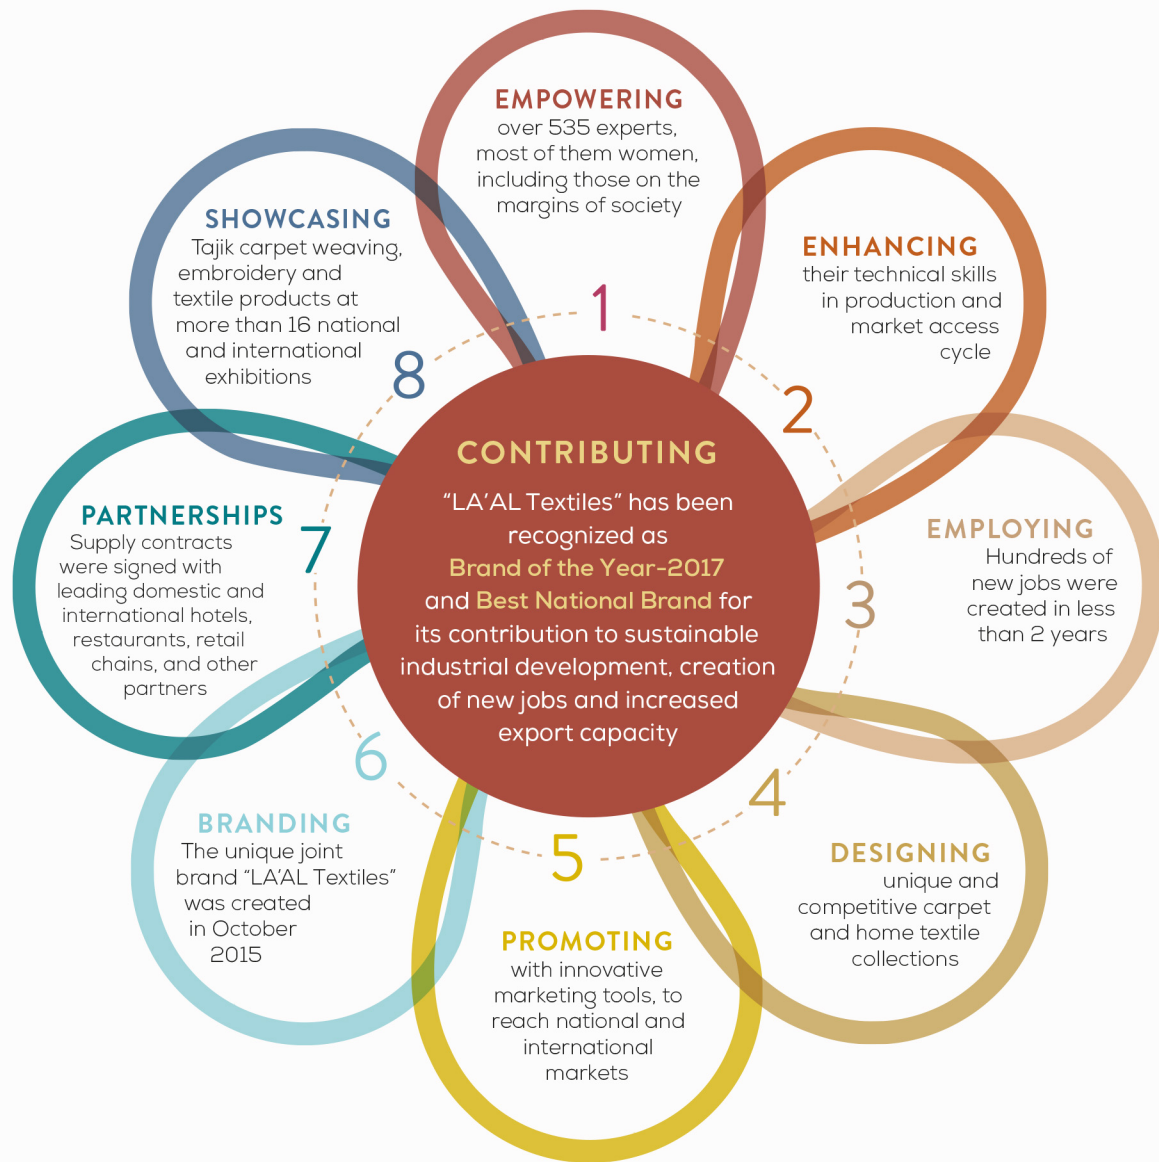 EMPOWERING
over 535 experts,
most of them women,
including those on the
margins of society
1
ENHANCING
their technical skills
in production and
market access
cycle
2
EMPLOYING
Hundreds of
new jobs were
created in less
than 2 years
3
DESIGNING
unique and
competitive carpet
and home textile
collections
4
PROMOTING
with innovative
marketing tools, to
reach national and
international
markets
5
BRANDING
The unique joint
brand “LA’AL Textiles”
was created
in October
2015
6
PARTNERSHIPS
Supply contracts
were signed with
leading domestic and
international hotels,
restaurants, retail
chains, and other
partners
7
SHOWCASING
Tajik carpet weaving,
embroidery and
textile products at
more than 16 national
and international
exhibitions
8
CONTRIBUTING
“LA’AL Textiles” has been
recognized as
Brand of the Year-2017
and Best National Brand for
its contribution to sustainable
industrial development, creation
of new jobs and increased
export capacity